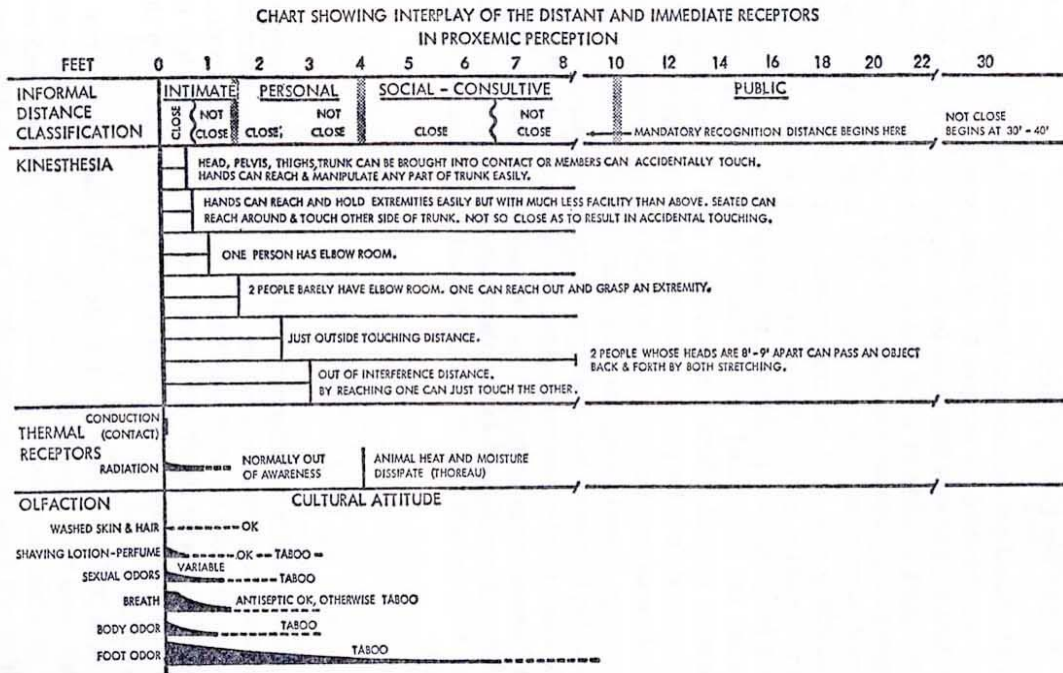 CHART SHOWING INTERPLAY OF THE DISTANT AND IMMEDIATE RECEPTORS
IN PROXEMIC PERCEPTION
FEET 0 1 2 3 4 5 6 7 8 10 12 14 16 18 20 22 30
INFORMAL DISTANCE CLASSIFICATION
INTIMATE
CLOSE
NOT CLOSE
PERSONAL
CLOSE
NOT CLOSE
SOCIAL - CONSULTIVE
CLOSE
NOT CLOSE
PUBLIC
MANDATORY RECOGNITION DISTANCE BEGINS HERE
NOT CLOSE
BEGINS AT 30' - 40'
KINESTHESIA
HEAD, PELVIS, THIGHS, TRUNK CAN BE BROUGHT INTO CONTACT OR MEMBERS CAN ACCIDENTALLY TOUCH.
HANDS CAN REACH & MANIPULATE ANY PART OF TRUNK EASILY.
HANDS CAN REACH AND HOLD EXTREMITIES EASILY BUT WITH MUCH LESS FACILITY THAN ABOVE. SEATED CAN
REACH AROUND & TOUCH OTHER SIDE OF TRUNK. NOT SO CLOSE AS TO RESULT IN ACCIDENTAL TOUCHING.
ONE PERSON HAS ELBOW ROOM.
2 PEOPLE BARELY HAVE ELBOW ROOM. ONE CAN REACH OUT AND GRASP AN EXTREMITY.
JUST OUTSIDE TOUCHING DISTANCE.
2 PEOPLE WHOSE HEADS ARE 8' - 9' APART CAN PASS AN OBJECT
BACK & FORTH BY BOTH STRETCHING.
OUT OF INTERFERENCE DISTANCE.
BY REACHING ONE CAN JUST TOUCH THE OTHER.
THERMAL RECEPTORS
CONDUCTION
(CONTACT)
RADIATION
NORMALLY OUT
OF AWARENESS
ANIMAL HEAT AND MOISTURE
DISSIPATE (THOREAU)
OLFACTION
CULTURAL ATTITUDE
WASHED SKIN & HAIR OK
SHAVING LOTION-PERFUME OK TABOO
SEXUAL ODORS VARIABLE TABOO
BREATH ANTISEPTIC OK, OTHERWISE TABOO
BODY ODOR TABOO
FOOT ODOR TABOO